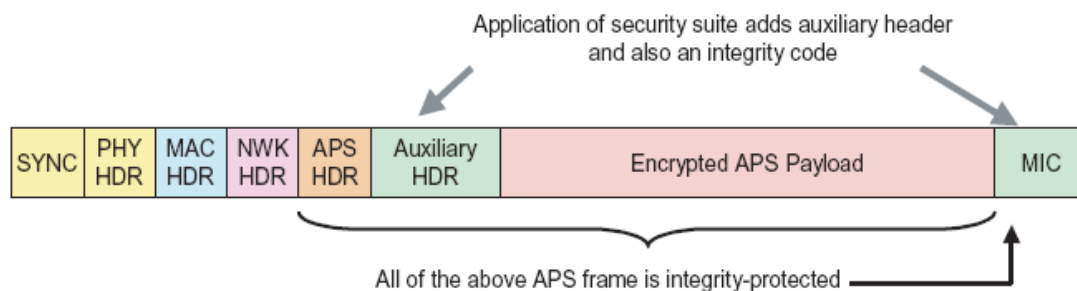 Application of security suite adds auxiliary header
and also an integrity code
SYNC
PHY
HDR
MAC
HDR
NWK
HDR
APS
HDR
Auxiliary
HDR
Encrypted APS Payload
MIC
All of the above APS frame is integrity-protected